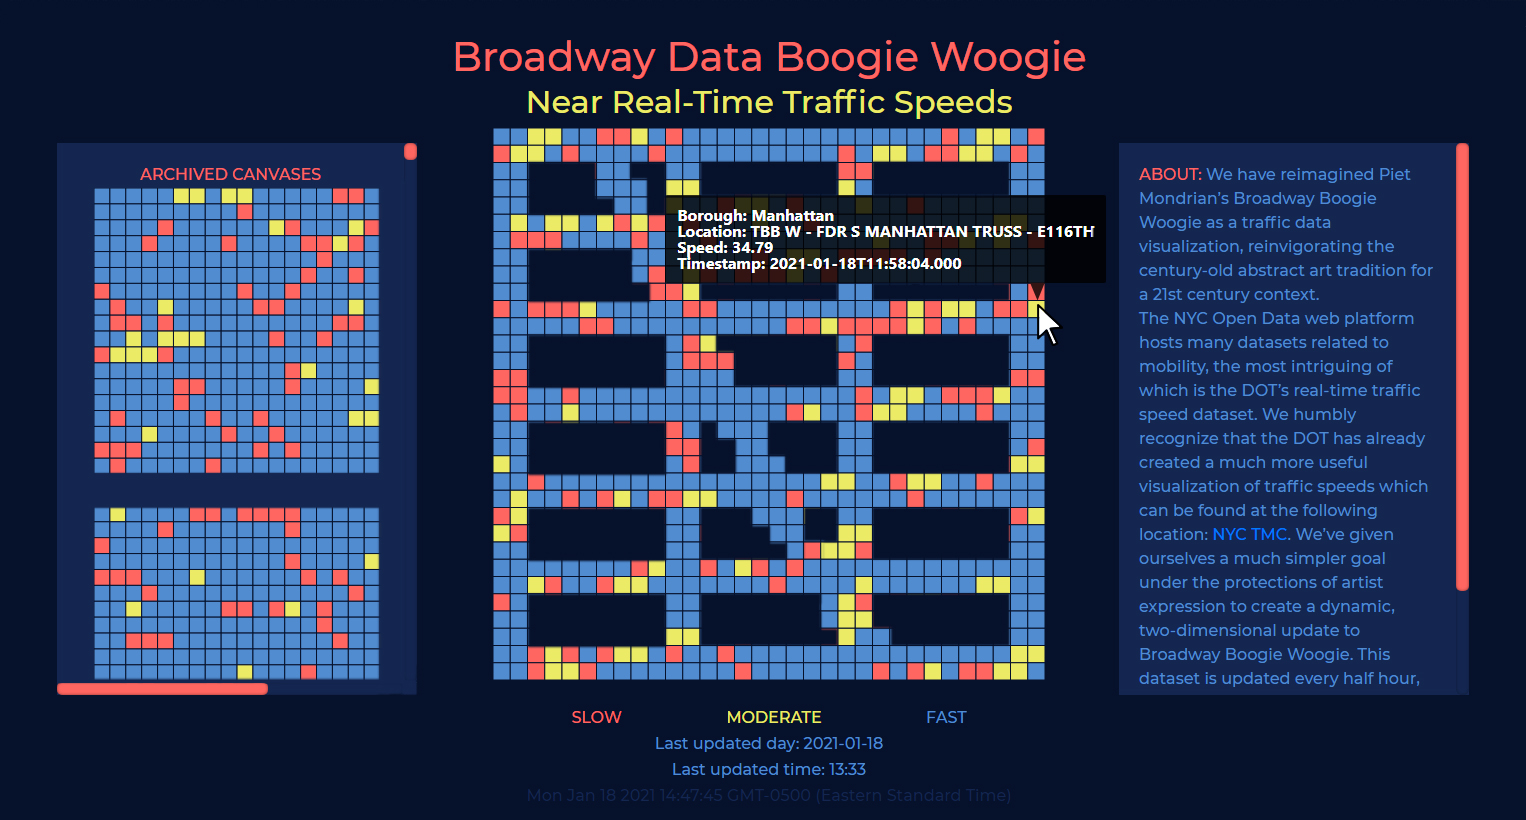 Broadway Data Boogie Woogie
Near Real-Time Traffic Speeds
ARCHIVED CANVASES
Borough: Manhattan
Location: TBB W - FDR S MANHATTAN TRUSS - E116TH
Speed: 34.79
Timestamp: 2021-01-18T11:58:04.000
SLOW
MODERATE
FAST
Last updated day: 2021-01-18
Last updated time: 13:33
Mon Jan 18 2021 14:47:45 GMT-0500 (Eastern Standard Time)
ABOUT: We have reimagined Piet
Mondrian's Broadway Boogie
Woogie as a traffic data
visualization, reinvigorating the
century-old abstract art tradition for
a 21st century context.
The NYC Open Data web platform
hosts many datasets related to
mobility, the most intriguing of
which is the DOT's real-time traffic
speed dataset. We humbly
recognize that the DOT has already
created a much more useful
visualization of traffic speeds which
can be found at the following
location: NYC TMC. We've given
ourselves a much simpler goal
under the protections of artist
expression to create a dynamic,
two-dimensional update to
Broadway Boogie Woogie. This
dataset is updated every half hour,